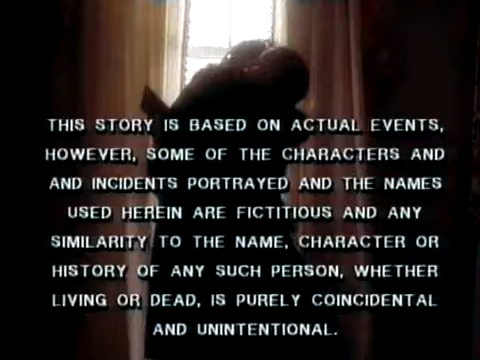 THIS STORY IS BASED ON ACTUAL EVENTS,
HOWEVER, SOME OF THE CHARACTERS AND
AND INCIDENTS PORTRAYED AND THE NAMES
USED HEREIN ARE FICTITIOUS AND ANY
SIMILARITY TO THE NAME, CHARACTER OR
HISTORY OF ANY SUCH PERSON, WHETHER
LIVING OR DEAD, IS PURELY COINCIDENTAL
AND UNINTENTIONAL.